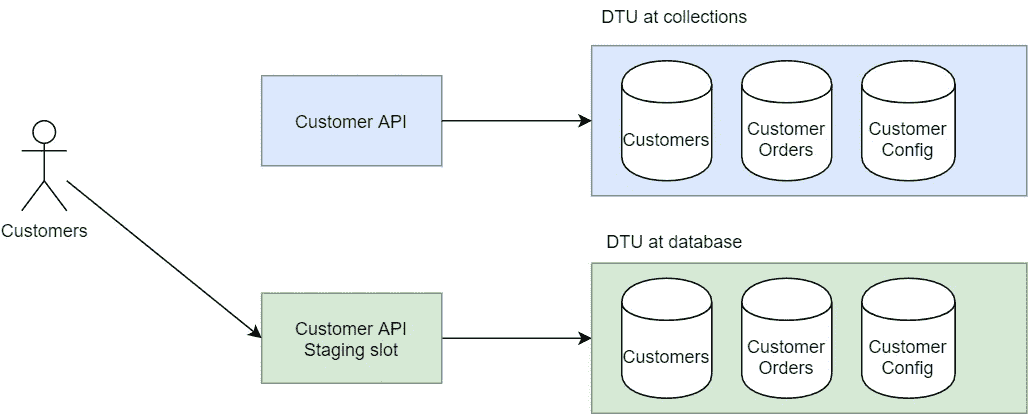 DTU at collections
Customer API
Customers
Customer
Orders
Customer
Config
Customers
DTU at database
Customer API
Staging slot
Customers
Customer
Orders
Customer
Config